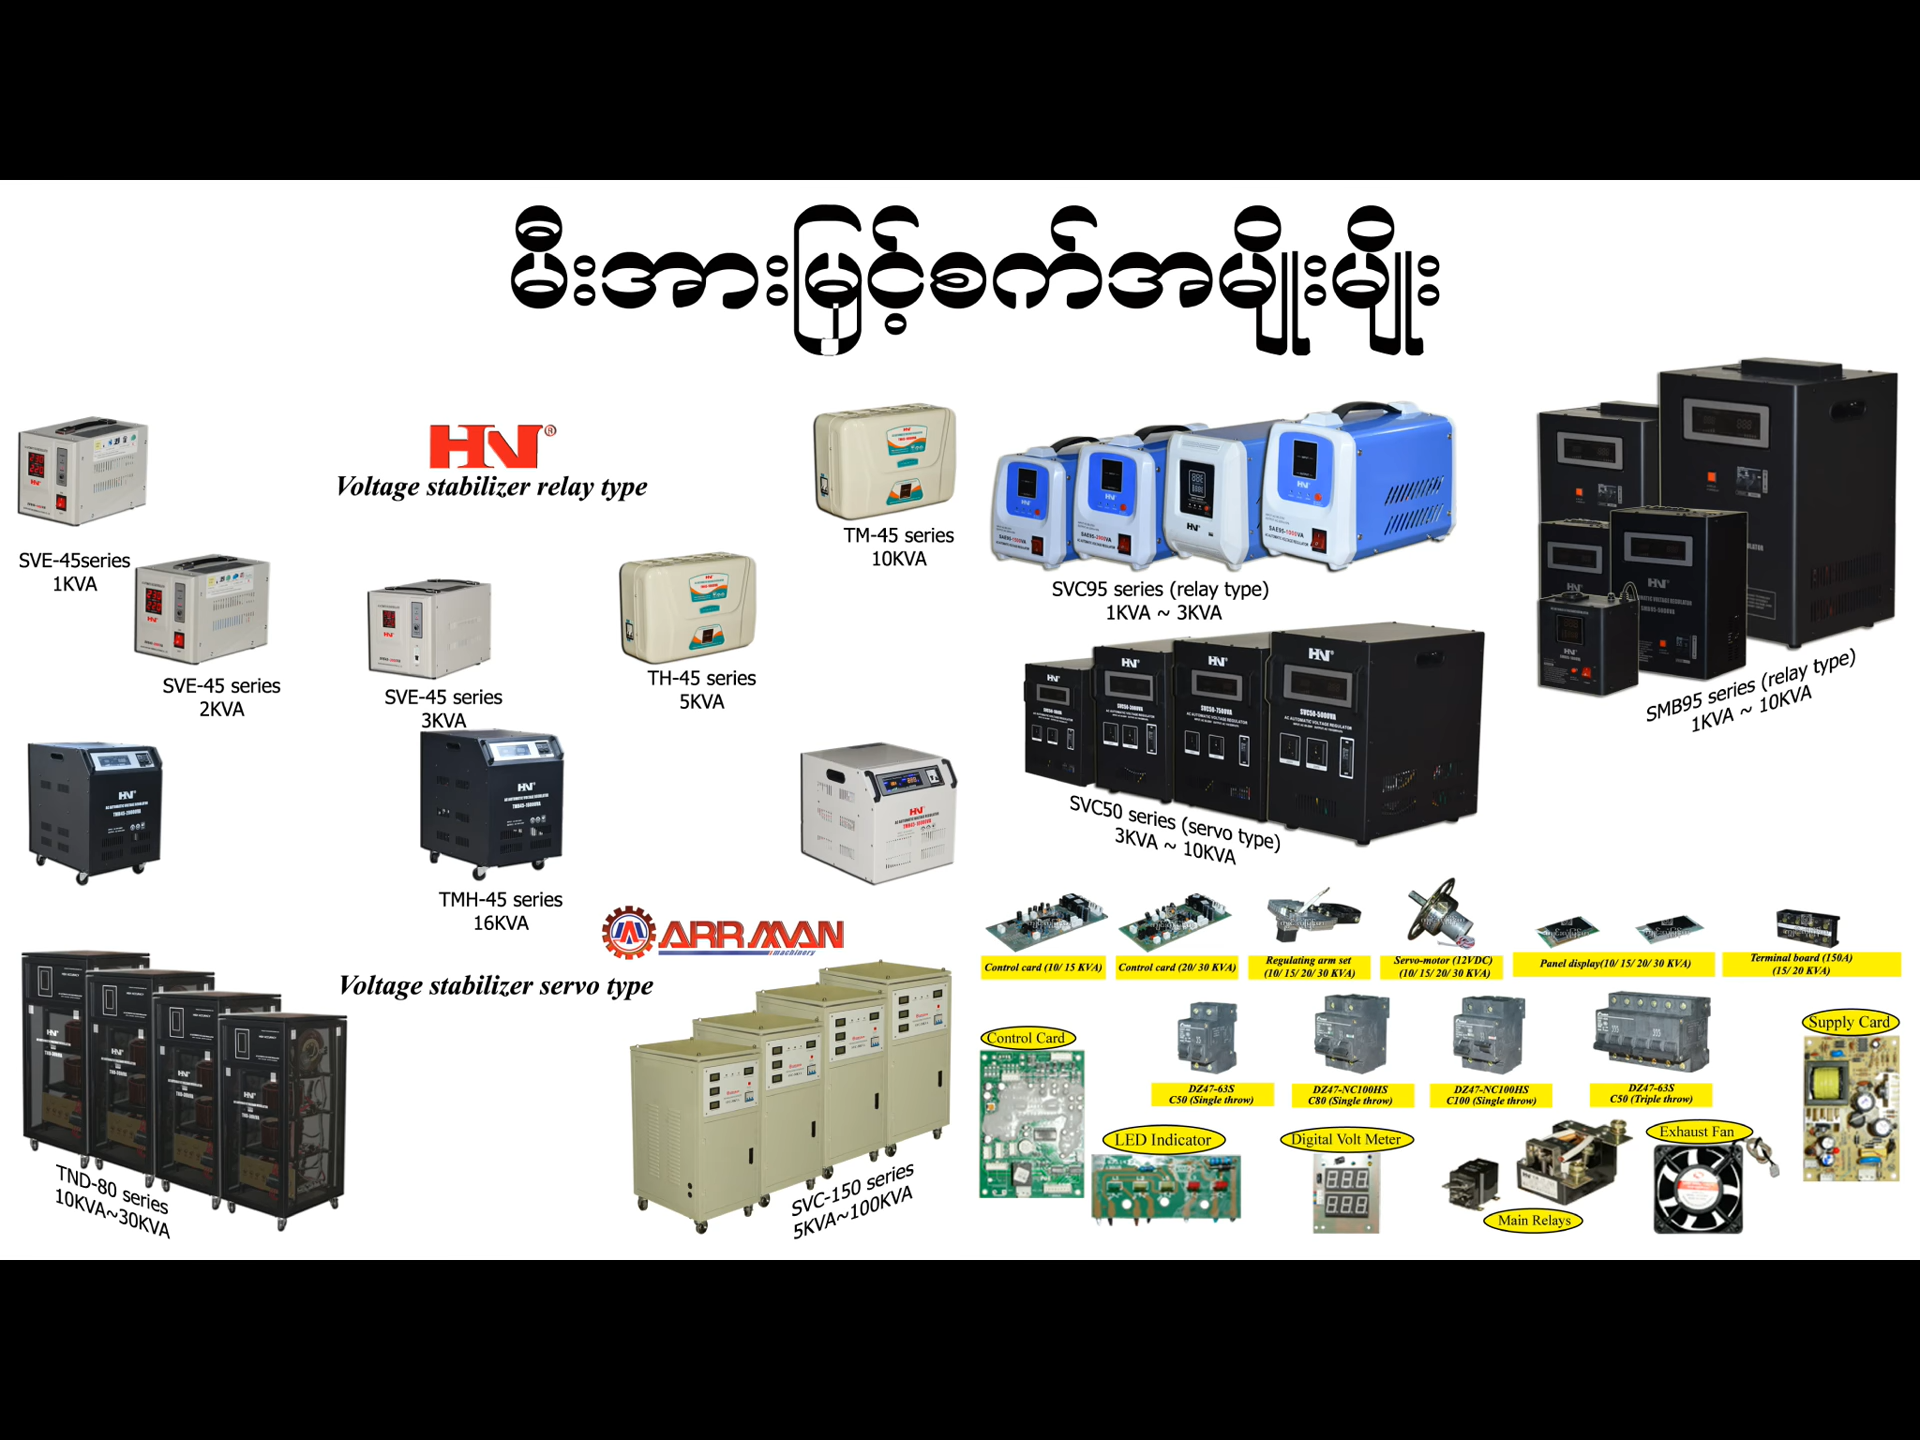 မီးအားမြှင့်စက်အမျိုးမျိုး
HN®
Voltage stabilizer relay type
SVE-45series
1KVA
SVE-45 series
2KVA
SVE-45 series
3KVA
TM-45 series
10KVA
TH-45 series
5KVA
SVC95 series (relay type)
1KVA ~ 3KVA
SMB95 series (relay type)
1KVA ~ 10KVA
SVC50 series (servo type)
3KVA ~ 10KVA
TMH-45 series
16KVA
ARRMAN
machinery
Voltage stabilizer servo type
TND-80 series
10KVA~30KVA
SVC-150 series
5KVA~100KVA
Control card (10/ 15 KVA)
Control card (20/ 30 KVA)
Regulating arm set
(10/ 15/ 20/ 30 KVA)
Servo-motor (12VDC)
(10/ 15/ 20/ 30 KVA)
Panel display(10/ 15/ 20/ 30 KVA)
Terminal board (150A)
(15/ 20 KVA)
DZ47-63S
C50 (Single throw)
DZ47-NC100HS
C80 (Single throw)
DZ47-NC100HS
C100 (Single throw)
DZ47-63S
C50 (Triple throw)
Supply Card
Control Card
LED Indicator
Digital Volt Meter
Main Relays
Exhaust Fan